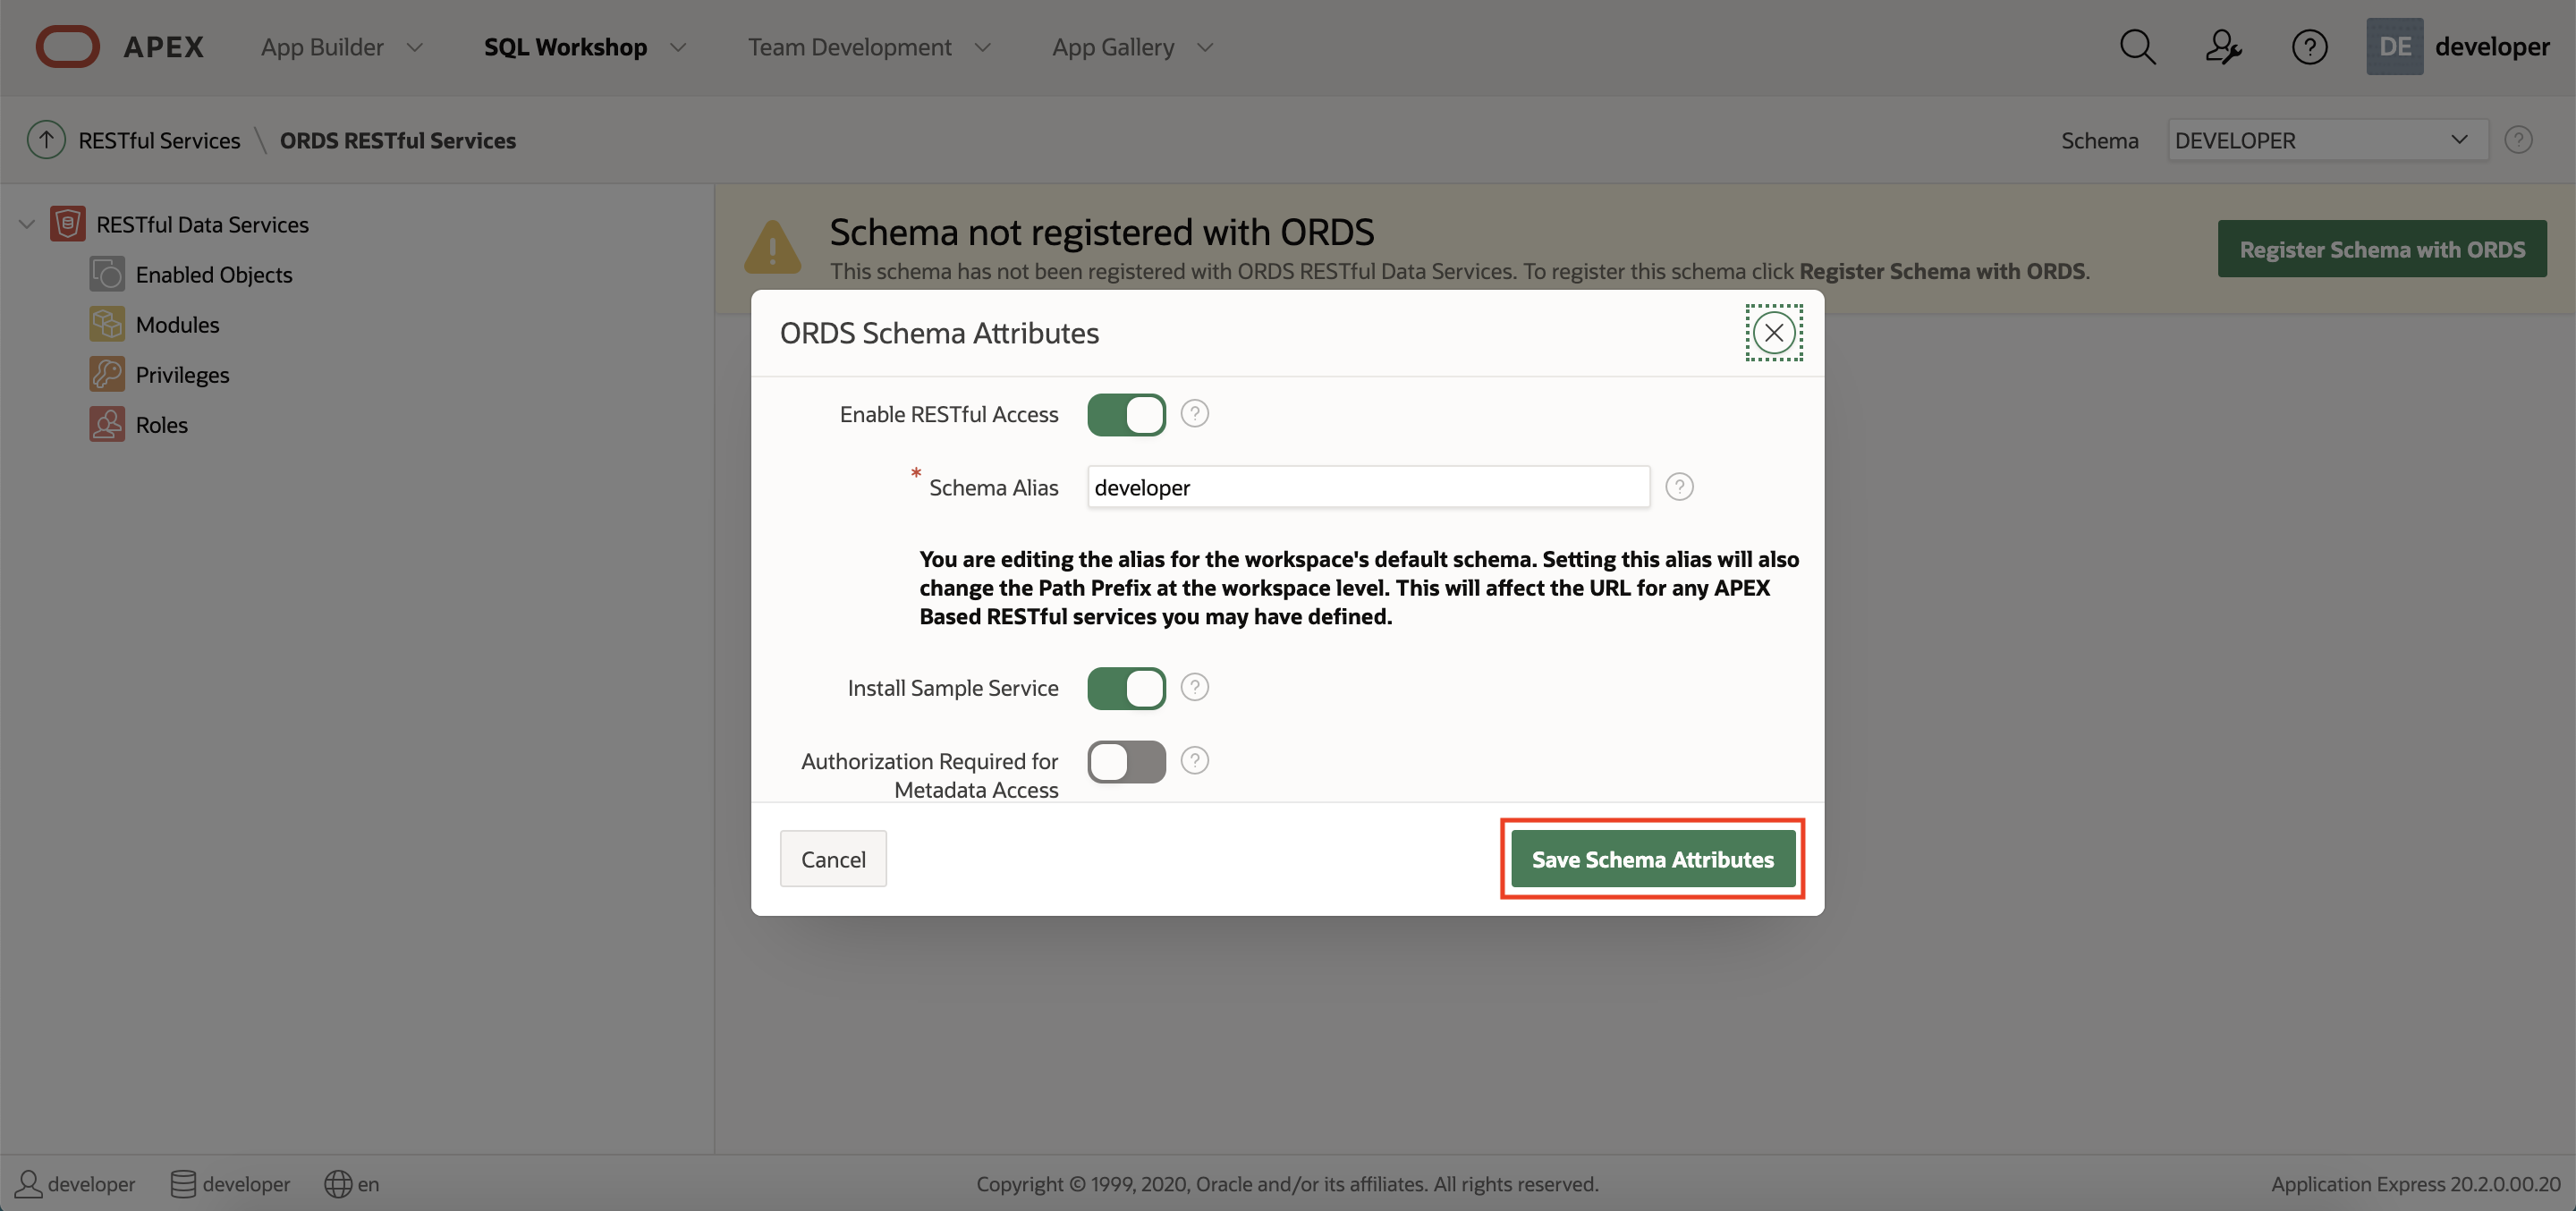 APEX App Builder SQL Workshop Team Development App Gallery DE developer
RESTful Services \ ORDS RESTful Services Schema DEVELOPER
RESTful Data Services
Enabled Objects
Modules
Privileges
Roles
Schema not registered with ORDS
This schema has not been registered with ORDS RESTful Data Services. To register this schema click Register Schema with ORDS.
Register Schema with ORDS
ORDS Schema Attributes
Enable RESTful Access
* Schema Alias developer
You are editing the alias for the workspace's default schema. Setting this alias will also
change the Path Prefix at the workspace level. This will affect the URL for any APEX
Based RESTful services you may have defined.
Install Sample Service
Authorization Required for
Metadata Access
Cancel Save Schema Attributes
developer developer en Copyright © 1999, 2020, Oracle and/or its affiliates. All rights reserved. Application Express 20.2.0.00.20